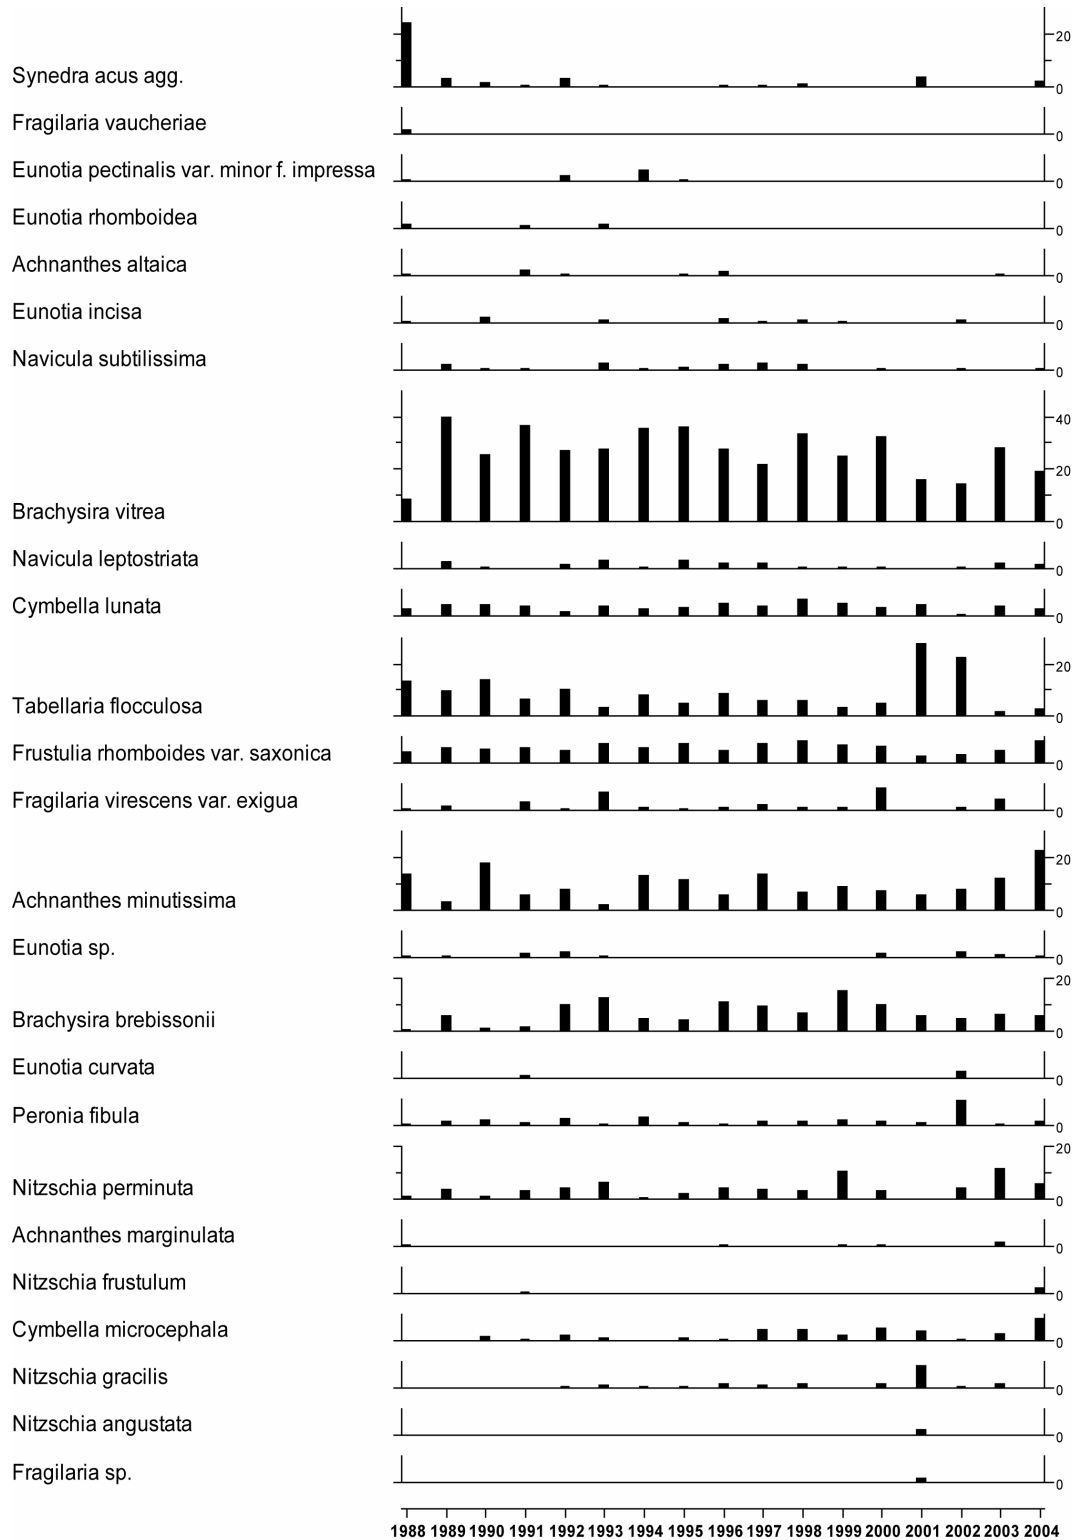 20
Synedra acus agg. 0
Fragilaria vaucheriae 0
Eunotia pectinalis var. minor f. impressa 0
Eunotia rhomboidea 0
Achnanthes altaica 0
Eunotia incisa 0
Navicula subtilissima 0
40
20
Brachysira vitrea 0
Navicula leptostriata 0
Cymbella lunata 0
20
Tabellaria flocculosa 0
Frustulia rhomboides var. saxonica 0
Fragilaria virescens var. exigua 0
20
Achnanthes minutissima 0
Eunotia sp. 0
20
Brachysira brebissonii 0
Eunotia curvata 0
Peronia fibula 0
20
Nitzschia perminuta 0
Achnanthes marginulata 0
Nitzschia frustulum 0
Cymbella microcephala 0
Nitzschia gracilis 0
Nitzschia angustata 0
Fragilaria sp. 0
1988 1989 1990 1991 1992 1993 1994 1995 1996 1997 1998 1999 2000 2001 2002 2003 2004